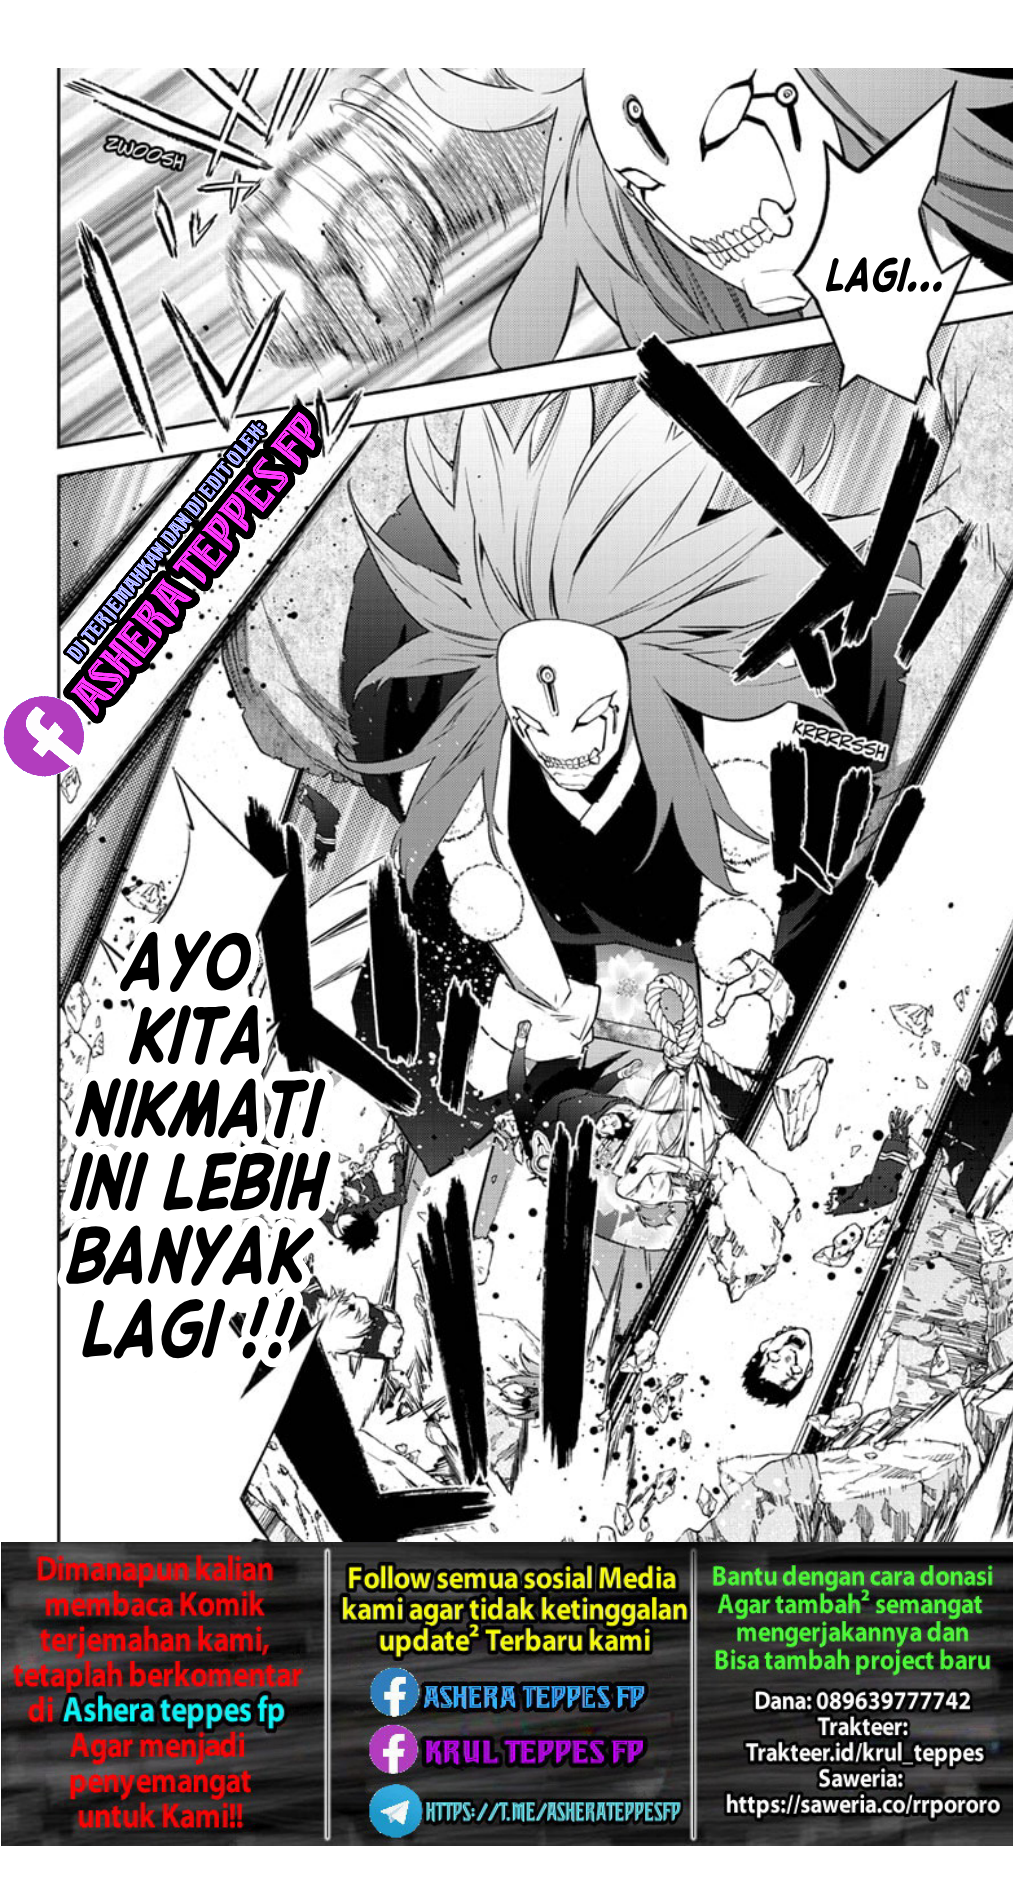 ZWOOSH
LAGI...
DI TERJEMAHKAN DAN DI EDIT OLEH:
ASHERA TEPPES FP
KRRRRSSH
AYO
KITA
NIKMATI
INI LEBIH
BANYAK
LAGI !!
Dimanapun kalian
membaca Komik
terjemahan kami,
tetaplah berkomentar
di Ashera teppes fp
Agar menjadi
penyemangat
untuk Kami!!
Follow semua sosial Media
kami agar tidak ketinggalan
update² Terbaru kami
ASHERA TEPPES FP
KRUL TEPPES FP
HTTPS://T.ME/ASHERATEPPESFP
Bantu dengan cara donasi
Agar tambah² semangat
mengerjakannya dan
Bisa tambah project baru
Dana: 089639777742
Trakteer:
Trakteer.id/krul_teppes
Saweria:
https://saweria.co/rrpororo